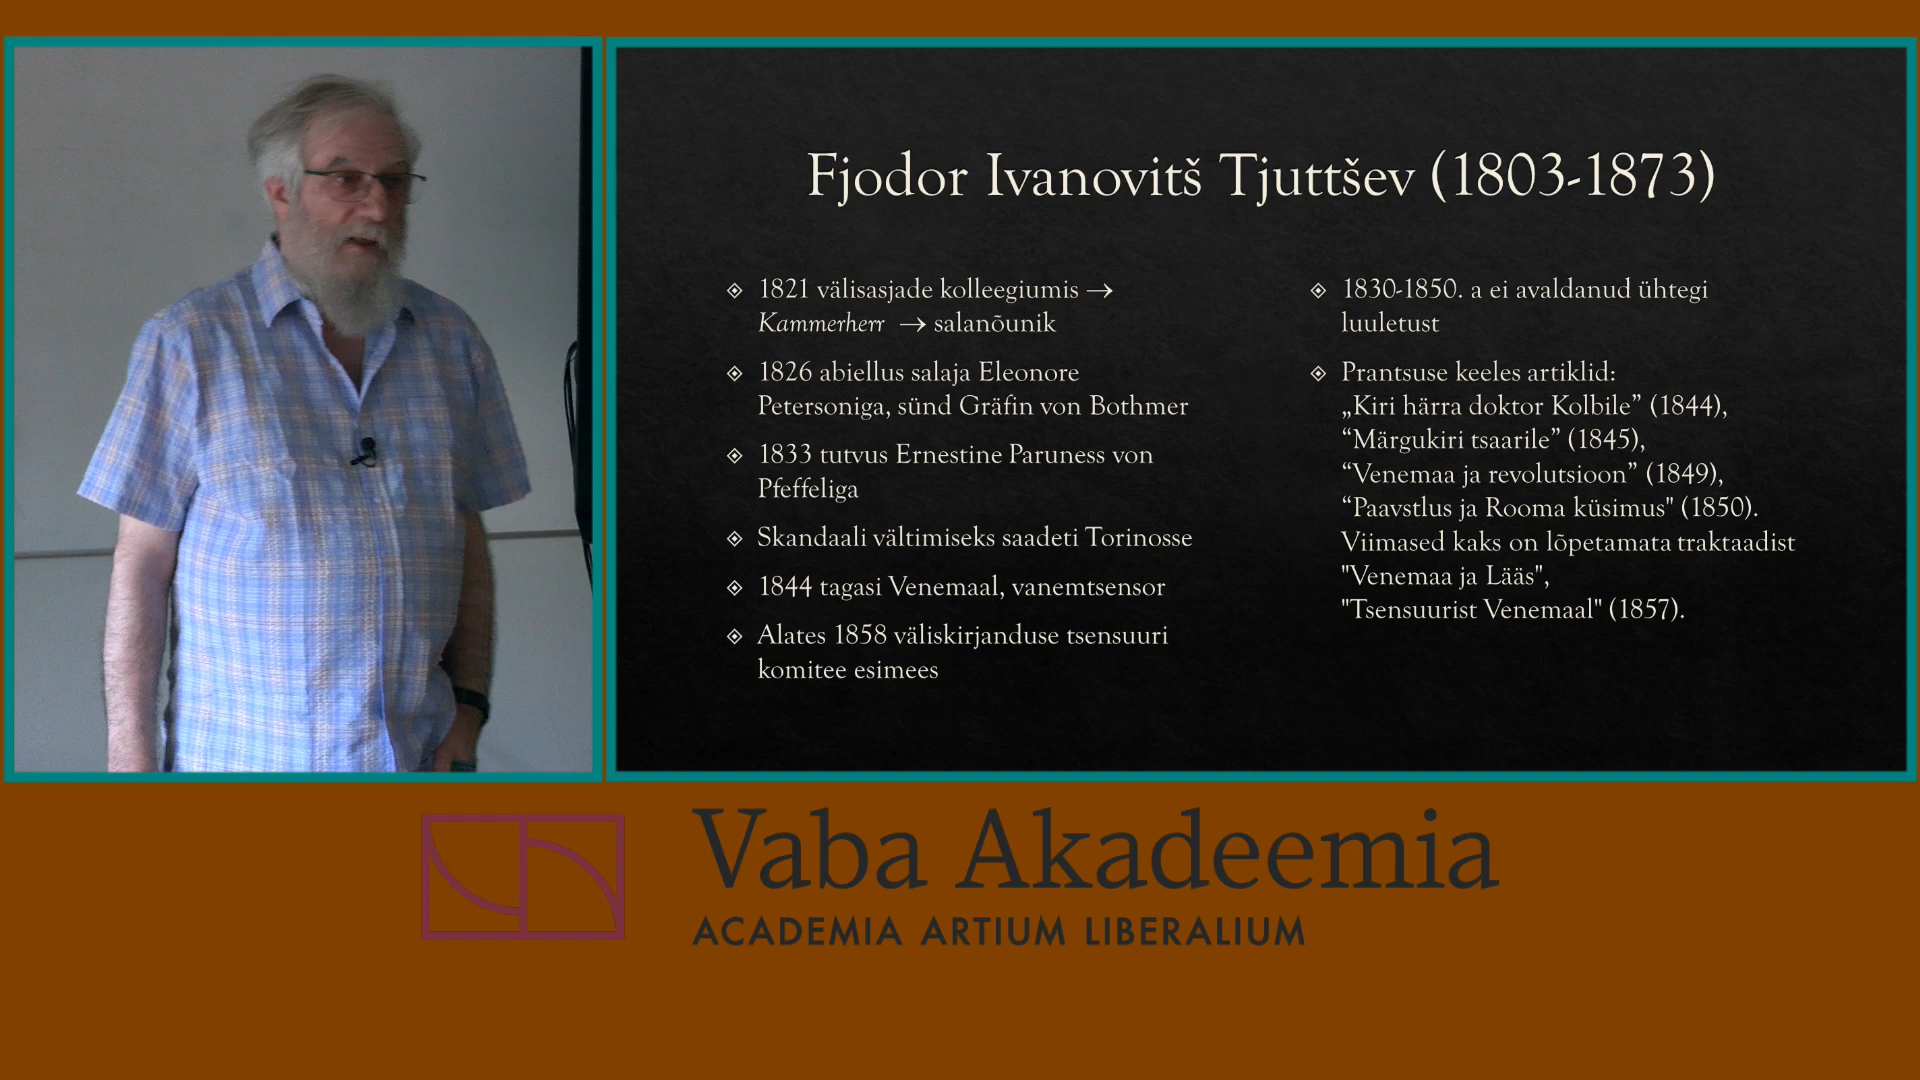 Fjodor Ivanovitš Tjuttšev (1803-1873)
1821 välisasjade kolleegiumis →
Kammerherr → salanõunik
1826 abiellus salaja Eleonore
Petersoniga, sünd Gräfin von Bothmer
1833 tutvus Ernestine Paruness von
Pfeffeliga
Skandaali vältimiseks saadeti Torinosse
1844 tagasi Venemaal, vanemtsensor
Alates 1858 väliskirjanduse tsensuuri
komitee esimees
1830-1850. a ei avaldanud ühtegi
luuletust
Prantsuse keeles artiklid:
„Kiri härra doktor Kolbile” (1844),
“Märgukiri tsaarile” (1845),
“Venemaa ja revolutsioon” (1849),
“Paavstlus ja Rooma küsimus" (1850).
Viimased kaks on lõpetamata traktaadist
"Venemaa ja Lääs",
"Tsensuurist Venemaal" (1857).
Vaba Akadeemia
ACADEMIA ARTIUM LIBERALIUM